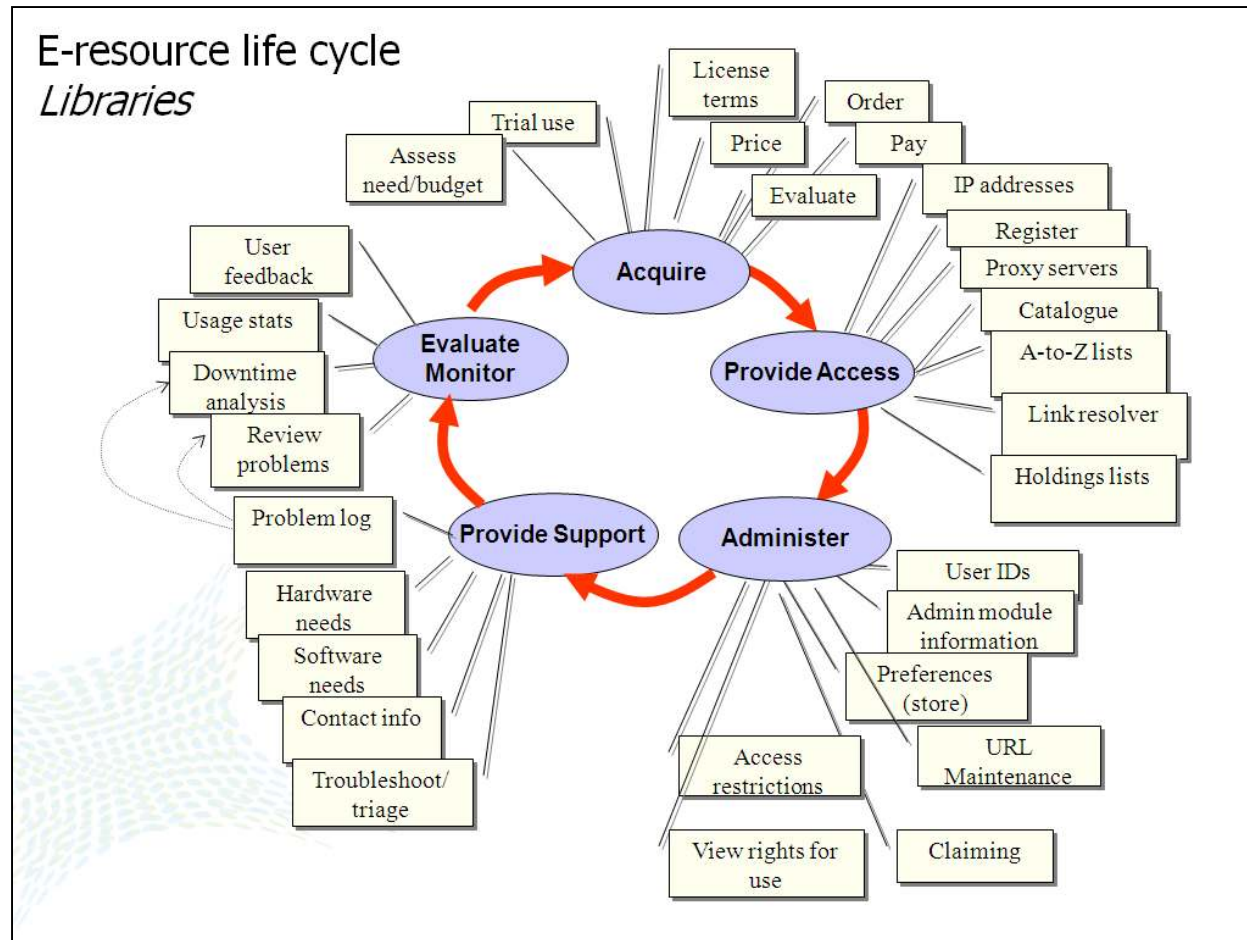 E-resource life cycle
Libraries
License
terms
Order
Trial use
Price
Pay
Assess
need/budget
Evaluate
IP addresses
Register
User
feedback
Proxy servers
Acquire
Catalogue
Usage stats
A-to-Z lists
Evaluate
Monitor
Provide Access
Downtime
analysis
Link resolver
Review
problems
Holdings lists
Problem log
Provide Support
Administer
User IDs
Hardware
needs
Admin module
information
Software
needs
Preferences
(store)
Contact info
URL
Maintenance
Access
restrictions
Troubleshoot/
triage
View rights for
use
Claiming